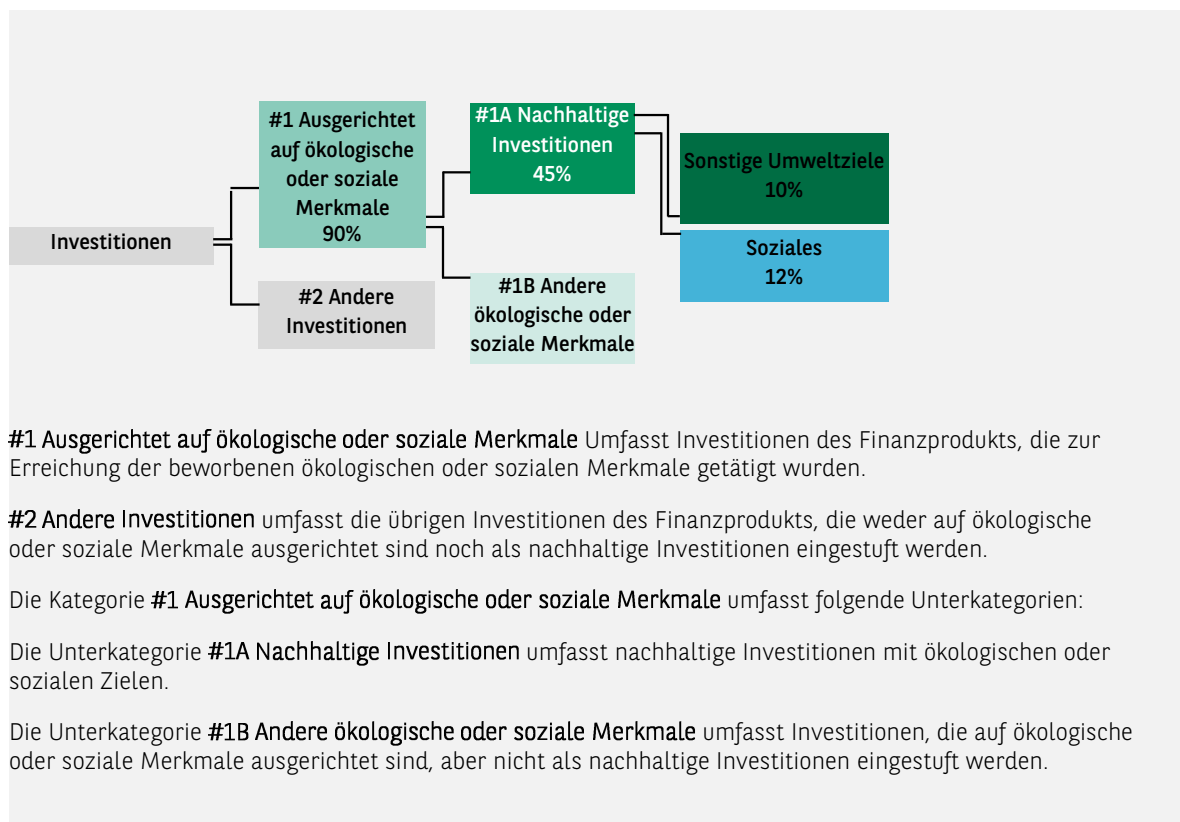 Investitionen
#1 Ausgerichtet
auf ökologische
oder soziale
Merkmale
90%
#2 Andere
Investitionen
#1A Nachhaltige
Investitionen
45%
#1B Andere
ökologische oder
soziale Merkmale
Sonstige Umweltziele
10%
Soziales
12%
#1 Ausgerichtet auf ökologische oder soziale Merkmale Umfasst Investitionen des Finanzprodukts, die zur
Erreichung der beworbenen ökologischen oder sozialen Merkmale getätigt wurden.
#2 Andere Investitionen umfasst die übrigen Investitionen des Finanzprodukts, die weder auf ökologische
oder soziale Merkmale ausgerichtet sind noch als nachhaltige Investitionen eingestuft werden.
Die Kategorie #1 Ausgerichtet auf ökologische oder soziale Merkmale umfasst folgende Unterkategorien:
Die Unterkategorie #1A Nachhaltige Investitionen umfasst nachhaltige Investitionen mit ökologischen oder
sozialen Zielen.
Die Unterkategorie #1B Andere ökologische oder soziale Merkmale umfasst Investitionen, die auf ökologische
oder soziale Merkmale ausgerichtet sind, aber nicht als nachhaltige Investitionen eingestuft werden.